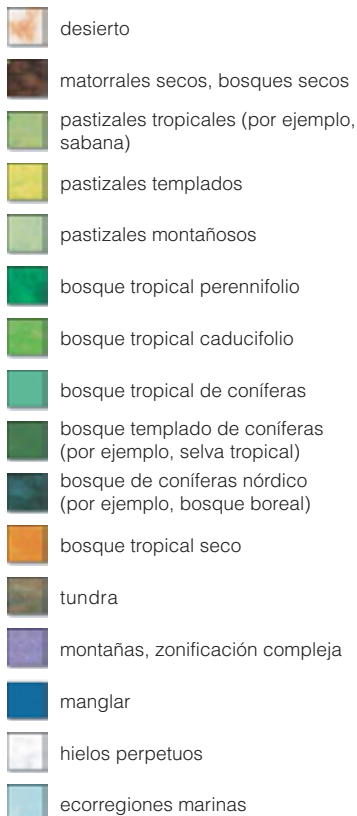 desierto
matorrales secos, bosques secos
pastizales tropicales (por ejemplo,
sabana)
pastizales templados
pastizales montañosos
bosque tropical perennifolio
bosque tropical caducifolio
bosque tropical de coníferas
bosque templado de coníferas
(por ejemplo, selva tropical)
bosque de coníferas nórdico
(por ejemplo, bosque boreal)
bosque tropical seco
tundra
montañas, zonificación compleja
manglar
hielos perpetuos
ecorregiones marinas